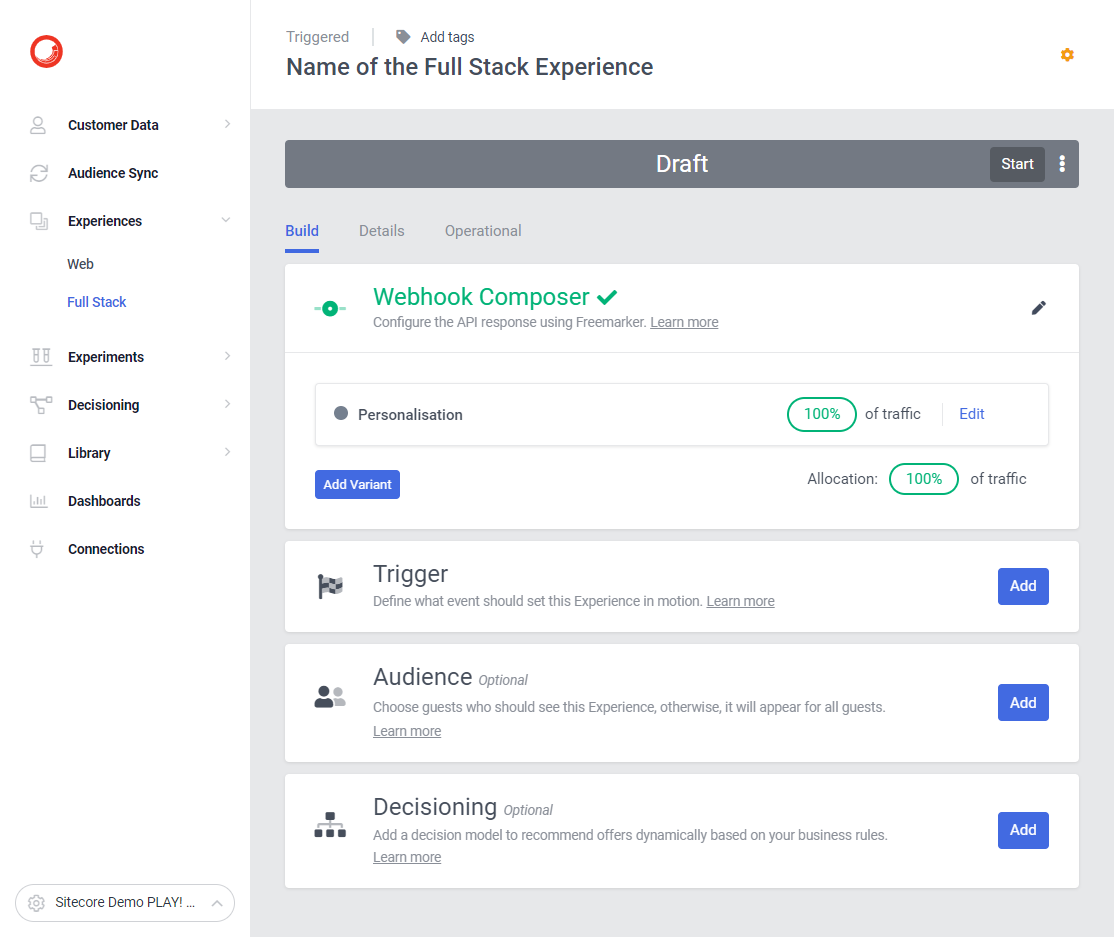 Triggered
Add tags
Name of the Full Stack Experience
Customer Data
Audience Sync
Experiences
Web
Full Stack
Experiments
Decisioning
Library
Dashboards
Connections
Sitecore Demo PLAY! ...
Draft
Start
Build
Details
Operational
Webhook Composer
Configure the API response using Freemarker. Learn more
Personalisation
100% of traffic
Edit
Add Variant
Allocation: 100% of traffic
Trigger
Define what event should set this Experience in motion. Learn more
Add
Audience Optional
Choose guests who should see this Experience, otherwise, it will appear for all guests.
Learn more
Add
Decisioning Optional
Add a decision model to recommend offers dynamically based on your business rules.
Learn more
Add